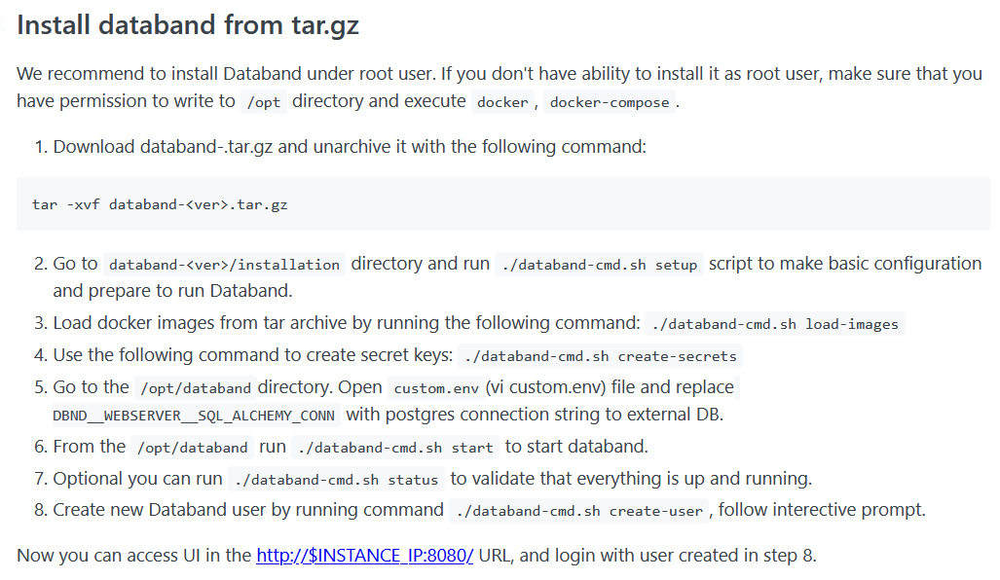 Install databand from tar.gz
We recommend to install Databand under root user. If you don't have ability to install it as root user, make sure that you
have permission to write to /opt directory and execute docker, docker-compose.
1. Download databand-.tar.gz and unarchive it with the following command:
tar -xvf databand-<ver>.tar.gz
2. Go to databand-<ver>/installation directory and run ./databand-cmd.sh setup script to make basic configuration
and prepare to run Databand.
3. Load docker images from tar archive by running the following command: ./databand-cmd.sh load-images
4. Use the following command to create secret keys: ./databand-cmd.sh create-secrets
5. Go to the /opt/databand directory. Open custom.env (vi custom.env) file and replace
DBND__WEBSERVER__SQL_ALCHEMY_CONN with postgres connection string to external DB.
6. From the /opt/databand run ./databand-cmd.sh start to start databand.
7. Optional you can run ./databand-cmd.sh status to validate that everything is up and running.
8. Create new Databand user by running command ./databand-cmd.sh create-user, follow interective prompt.
Now you can access UI in the http://$INSTANCE_IP:8080/ URL, and login with user created in step 8.